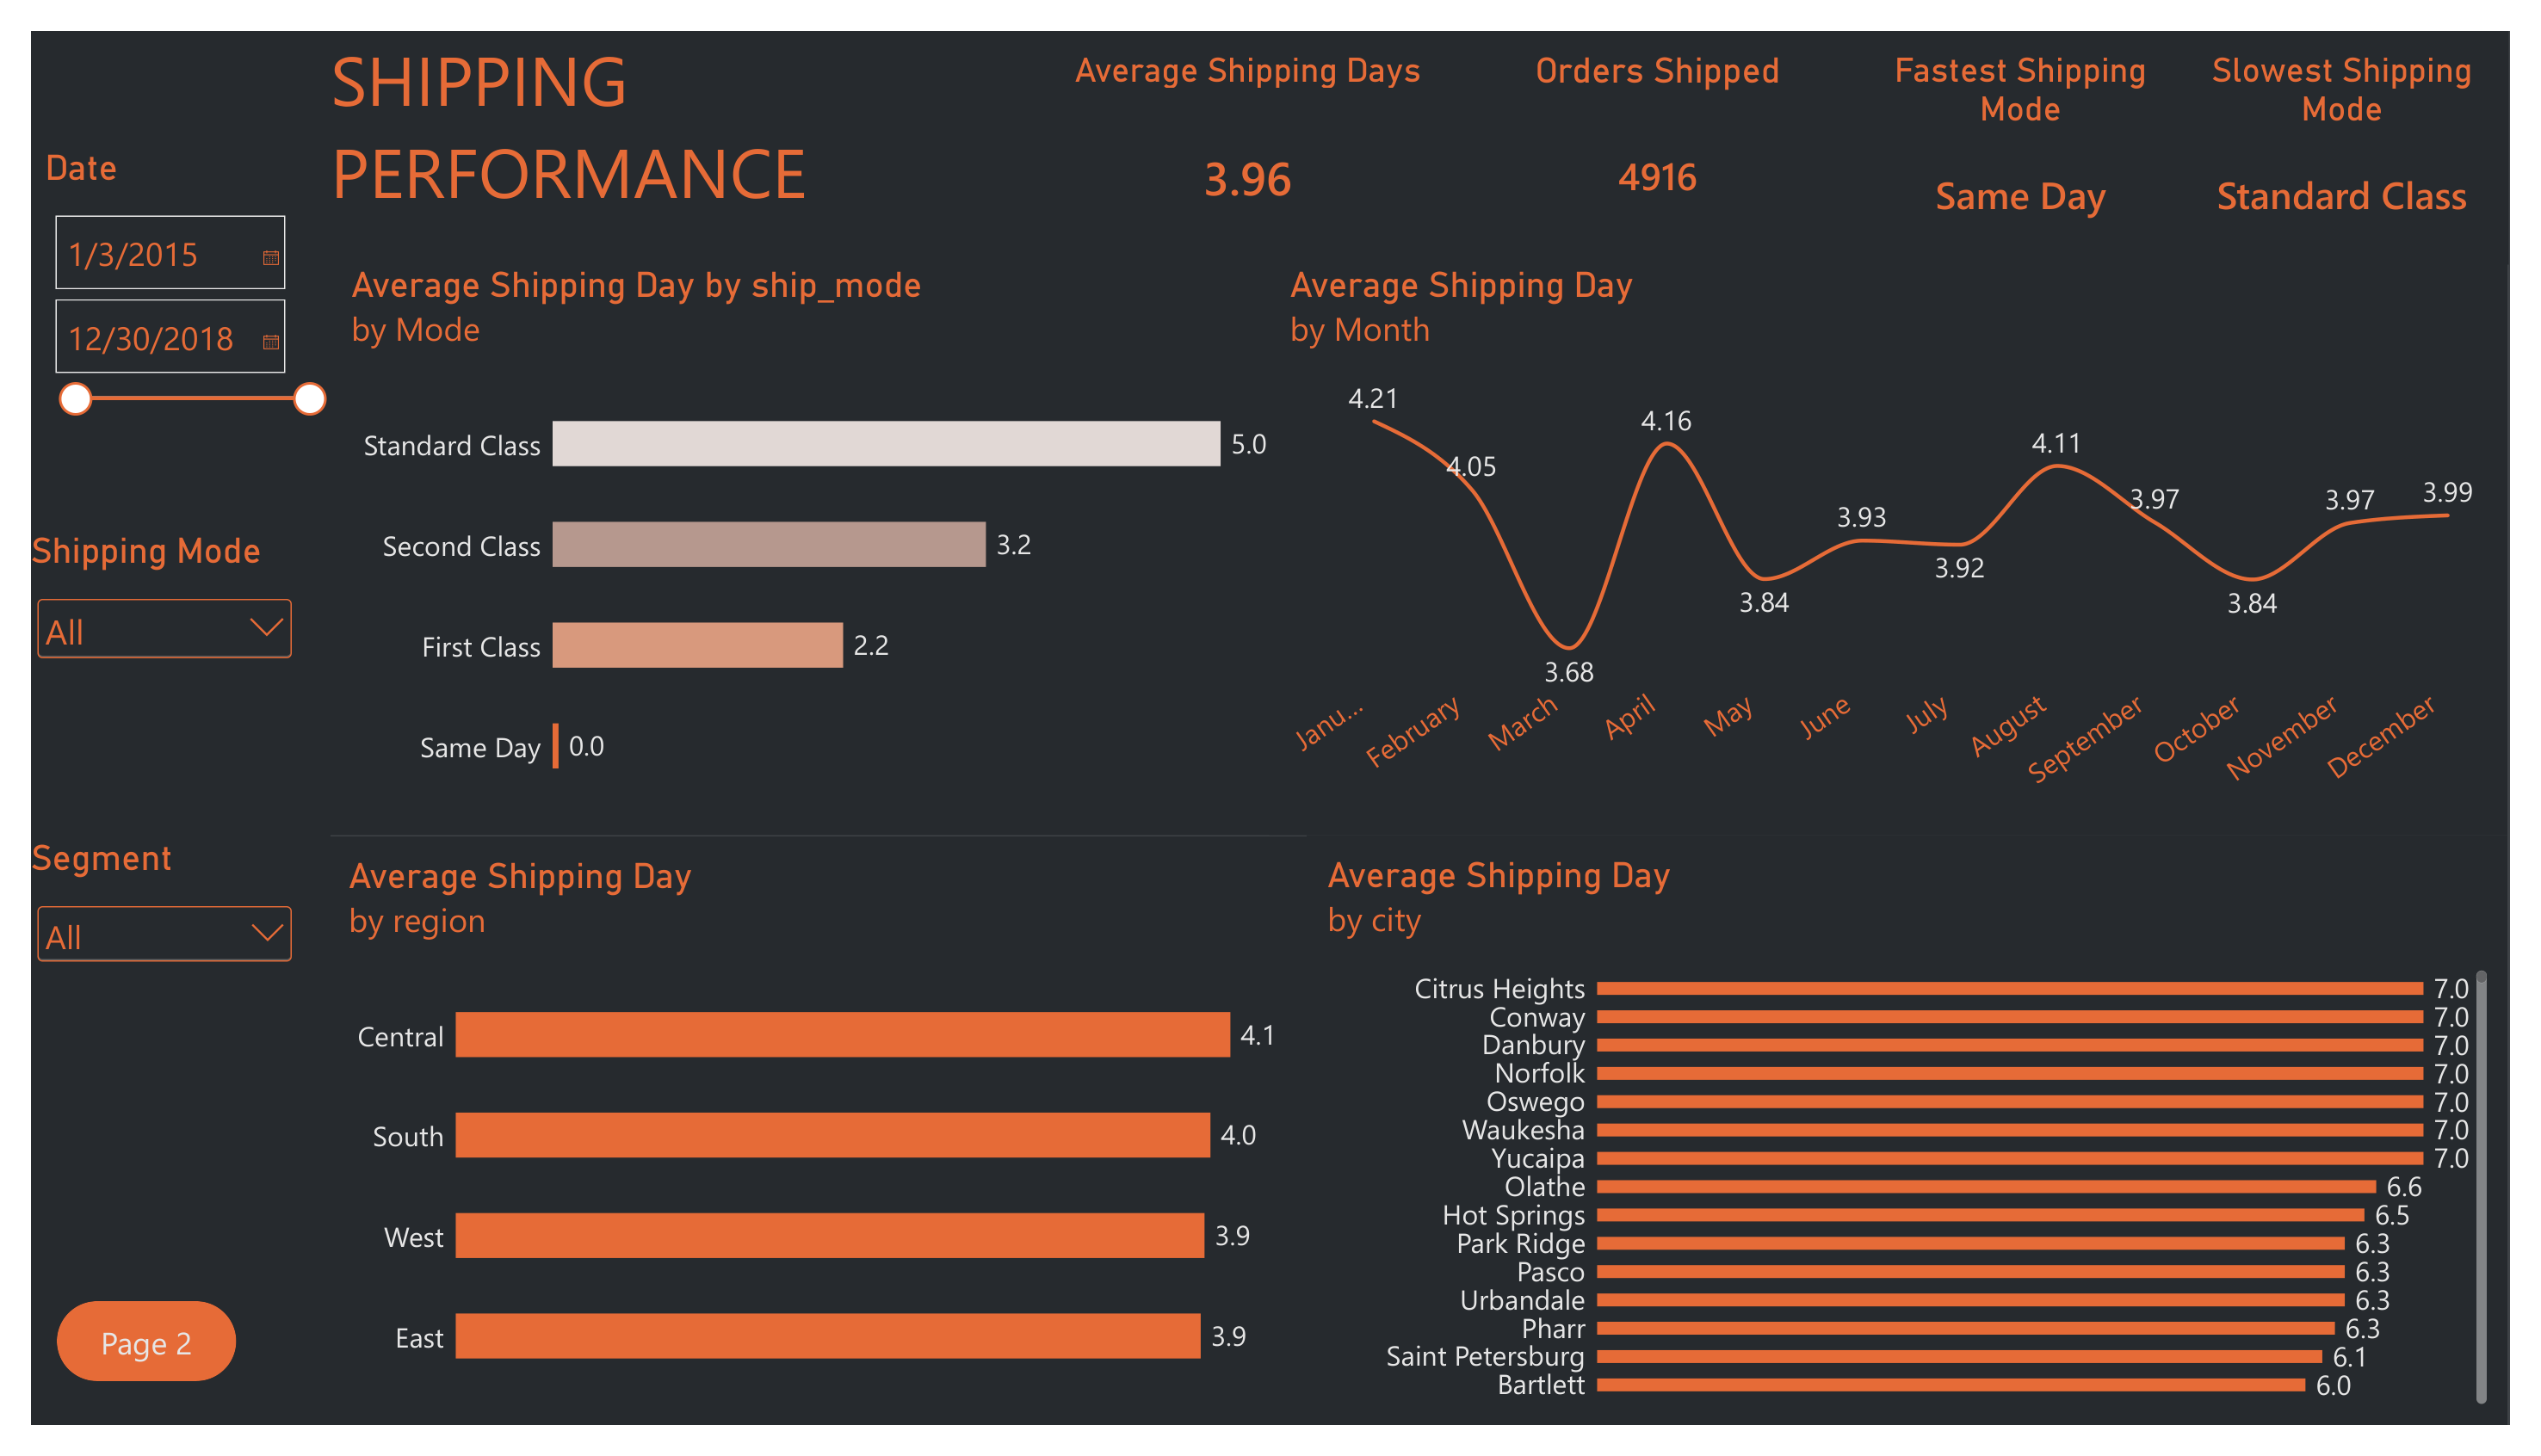 SHIPPING
PERFORMANCE
Average Shipping Days
3.96
Orders Shipped
4916
Fastest Shipping
Mode
Same Day
Slowest Shipping
Mode
Standard Class
Date
1/3/2015
12/30/2018
Shipping Mode
All
Segment
All
Page 2
Average Shipping Day by ship_mode
by Mode
Standard Class 5.0
Second Class 3.2
First Class 2.2
Same Day 0.0
Average Shipping Day
by Month
4.21
4.05
3.68
4.16
3.84
3.93
3.92
4.11
3.97
3.84
3.97
3.99
Janu...
February
March
April
May
June
July
August
September
October
November
December
Average Shipping Day
by region
Central 4.1
South 4.0
West 3.9
East 3.9
Average Shipping Day
by city
Citrus Heights 7.0
Conway 7.0
Danbury 7.0
Norfolk 7.0
Oswego 7.0
Waukesha 7.0
Yucaipa 7.0
Olathe 6.6
Hot Springs 6.5
Park Ridge 6.3
Pasco 6.3
Urbandale 6.3
Pharr 6.3
Saint Petersburg 6.1
Bartlett 6.0